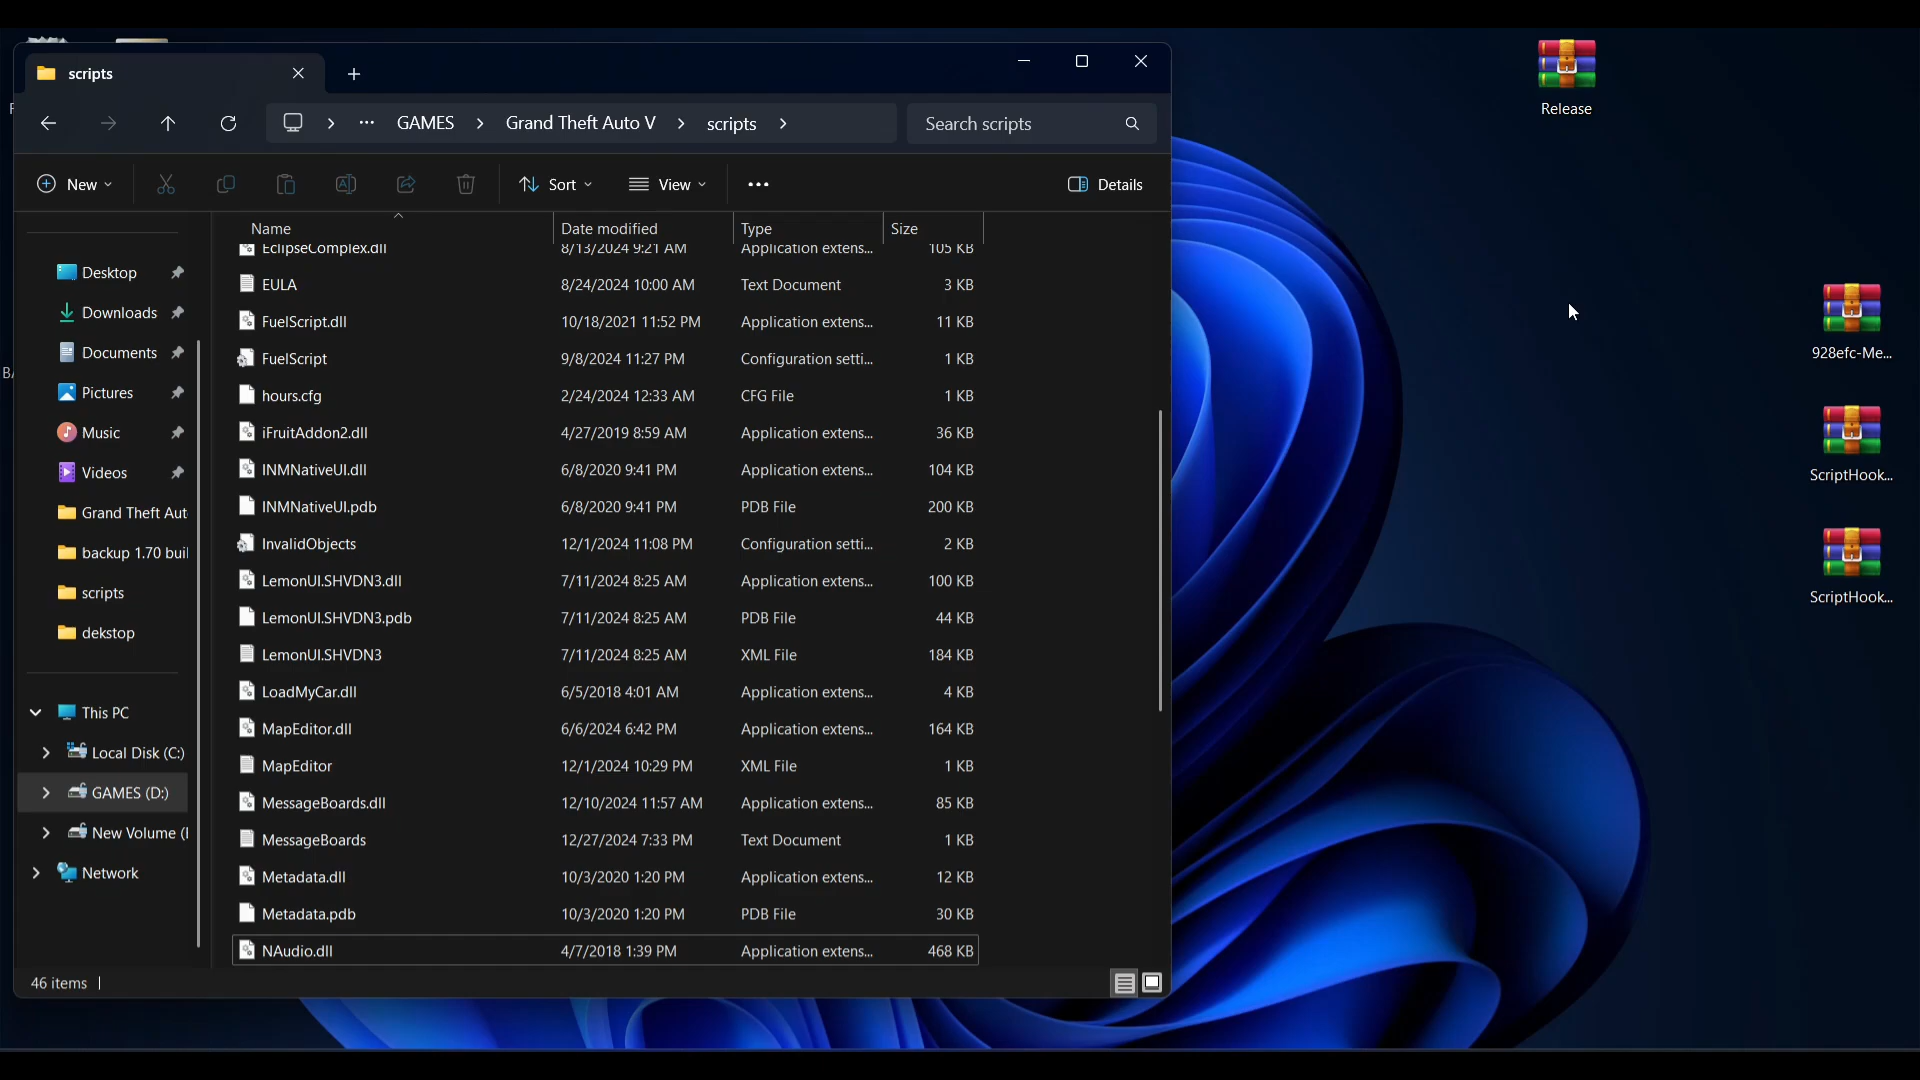 scripts
GAMES
Grand Theft Auto V
scripts
Search scripts
New
Sort
View
Details
Name
Date modified
Type
Size
EclipseComplex.dll 8/13/2024 9:21 AM Application extens... 105 KB
EULA 8/24/2024 10:00 AM Text Document 3 KB
FuelScript.dll 10/18/2021 11:52 PM Application extens... 11 KB
FuelScript 9/8/2024 11:27 PM Configuration setti... 1 KB
hours.cfg 2/24/2024 12:33 AM CFG File 1 KB
iFruitAddon2.dll 4/27/2019 8:59 AM Application extens... 36 KB
INMNativeUI.dll 6/8/2020 9:41 PM Application extens... 104 KB
INMNativeUI.pdb 6/8/2020 9:41 PM PDB File 200 KB
InvalidObjects 12/1/2024 11:08 PM Configuration setti... 2 KB
LemonUI.SHVDN3.dll 7/11/2024 8:25 AM Application extens... 100 KB
LemonUI.SHVDN3.pdb 7/11/2024 8:25 AM PDB File 44 KB
LemonUI.SHVDN3 7/11/2024 8:25 AM XML File 184 KB
LoadMyCar.dll 6/5/2018 4:01 AM Application extens... 4 KB
MapEditor.dll 6/6/2024 6:42 PM Application extens... 164 KB
MapEditor 12/1/2024 10:29 PM XML File 1 KB
MessageBoards.dll 12/10/2024 11:57 AM Application extens... 85 KB
MessageBoards 12/27/2024 7:33 PM Text Document 1 KB
Metadata.dll 10/3/2020 1:20 PM Application extens... 12 KB
Metadata.pdb 10/3/2020 1:20 PM PDB File 30 KB
NAudio.dll 4/7/2018 1:39 PM Application extens... 468 KB
Desktop
Downloads
Documents
Pictures
Music
Videos
Grand Theft Aut
backup 1.70 buil
scripts
dekstop
This PC
Local Disk (C:)
GAMES (D:)
New Volume (
Network
46 items
Release
928efc-Me...
ScriptHook...
ScriptHook...